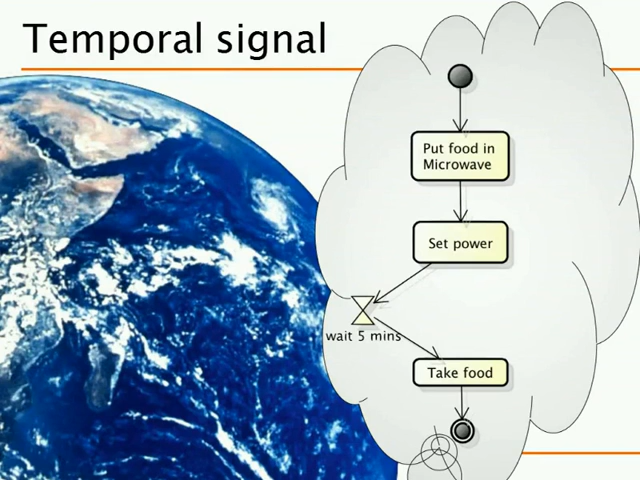 Temporal signal
Put food in
Microwave
Set power
wait 5 mins
Take food